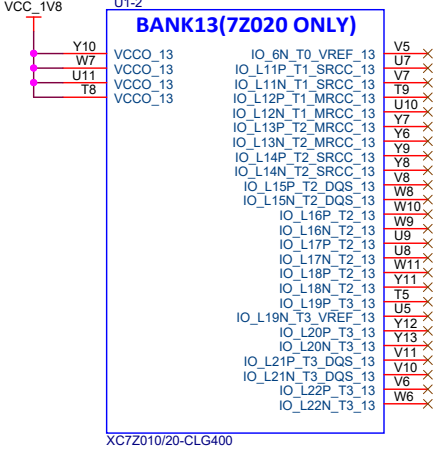 VCC_1V8
U1-2
BANK13(7Z020 ONLY)
Y10 VCCO_13 IO_6N_T0_VREF_13 V5
W7 VCCO_13 IO_L11P_T1_SRCC_13 U7
U11 VCCO_13 IO_L11N_T1_SRCC_13 V7
T8 VCCO_13 IO_L12P_T1_MRCC_13 T9
IO_L12N_T1_MRCC_13 U10
IO_L13P_T2_MRCC_13 Y7
IO_L13N_T2_MRCC_13 Y6
IO_L14P_T2_SRCC_13 Y9
IO_L14N_T2_SRCC_13 Y8
IO_L15P_T2_DQS_13 V8
IO_L15N_T2_DQS_13 W8
IO_L16P_T2_13 W10
IO_L16N_T2_13 W9
IO_L17P_T2_13 U9
IO_L17N_T2_13 U8
IO_L18P_T2_13 W11
IO_L18N_T2_13 Y11
IO_L19P_T3_13 T5
IO_L19N_T3_VREF_13 U5
IO_L20P_T3_13 Y12
IO_L20N_T3_13 Y13
IO_L21P_T3_DQS_13 V11
IO_L21N_T3_DQS_13 V10
IO_L22P_T3_13 V6
IO_L22N_T3_13 W6
XC7Z010/20-CLG400